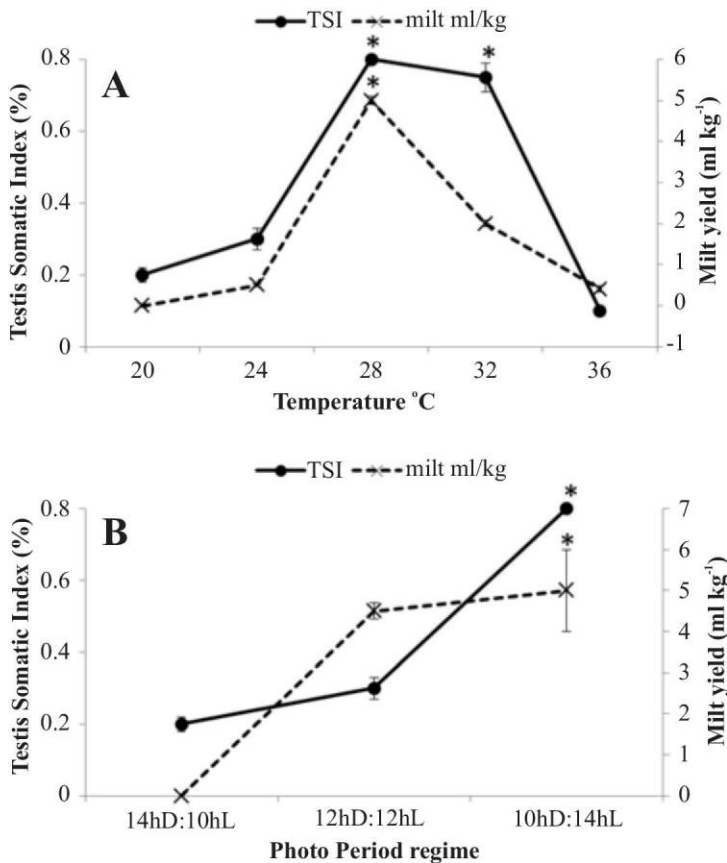 TSI milt ml/kg
A
Testis Somatic Index (%)
0.8
0.6
0.4
0.2
0
* * *
6
5
4
3
2
1
0
-1
Milt yield (ml kg⁻¹)
20 24 28 32 36
Temperature °C
TSI milt ml/kg
B
Testis Somatic Index (%)
0.8
0.6
0.4
0.2
0
* *
7
6
5
4
3
2
1
0
Milt yield (ml kg⁻¹)
14hD:10hL 12hD:12hL 10hD:14hL
Photo Period regime